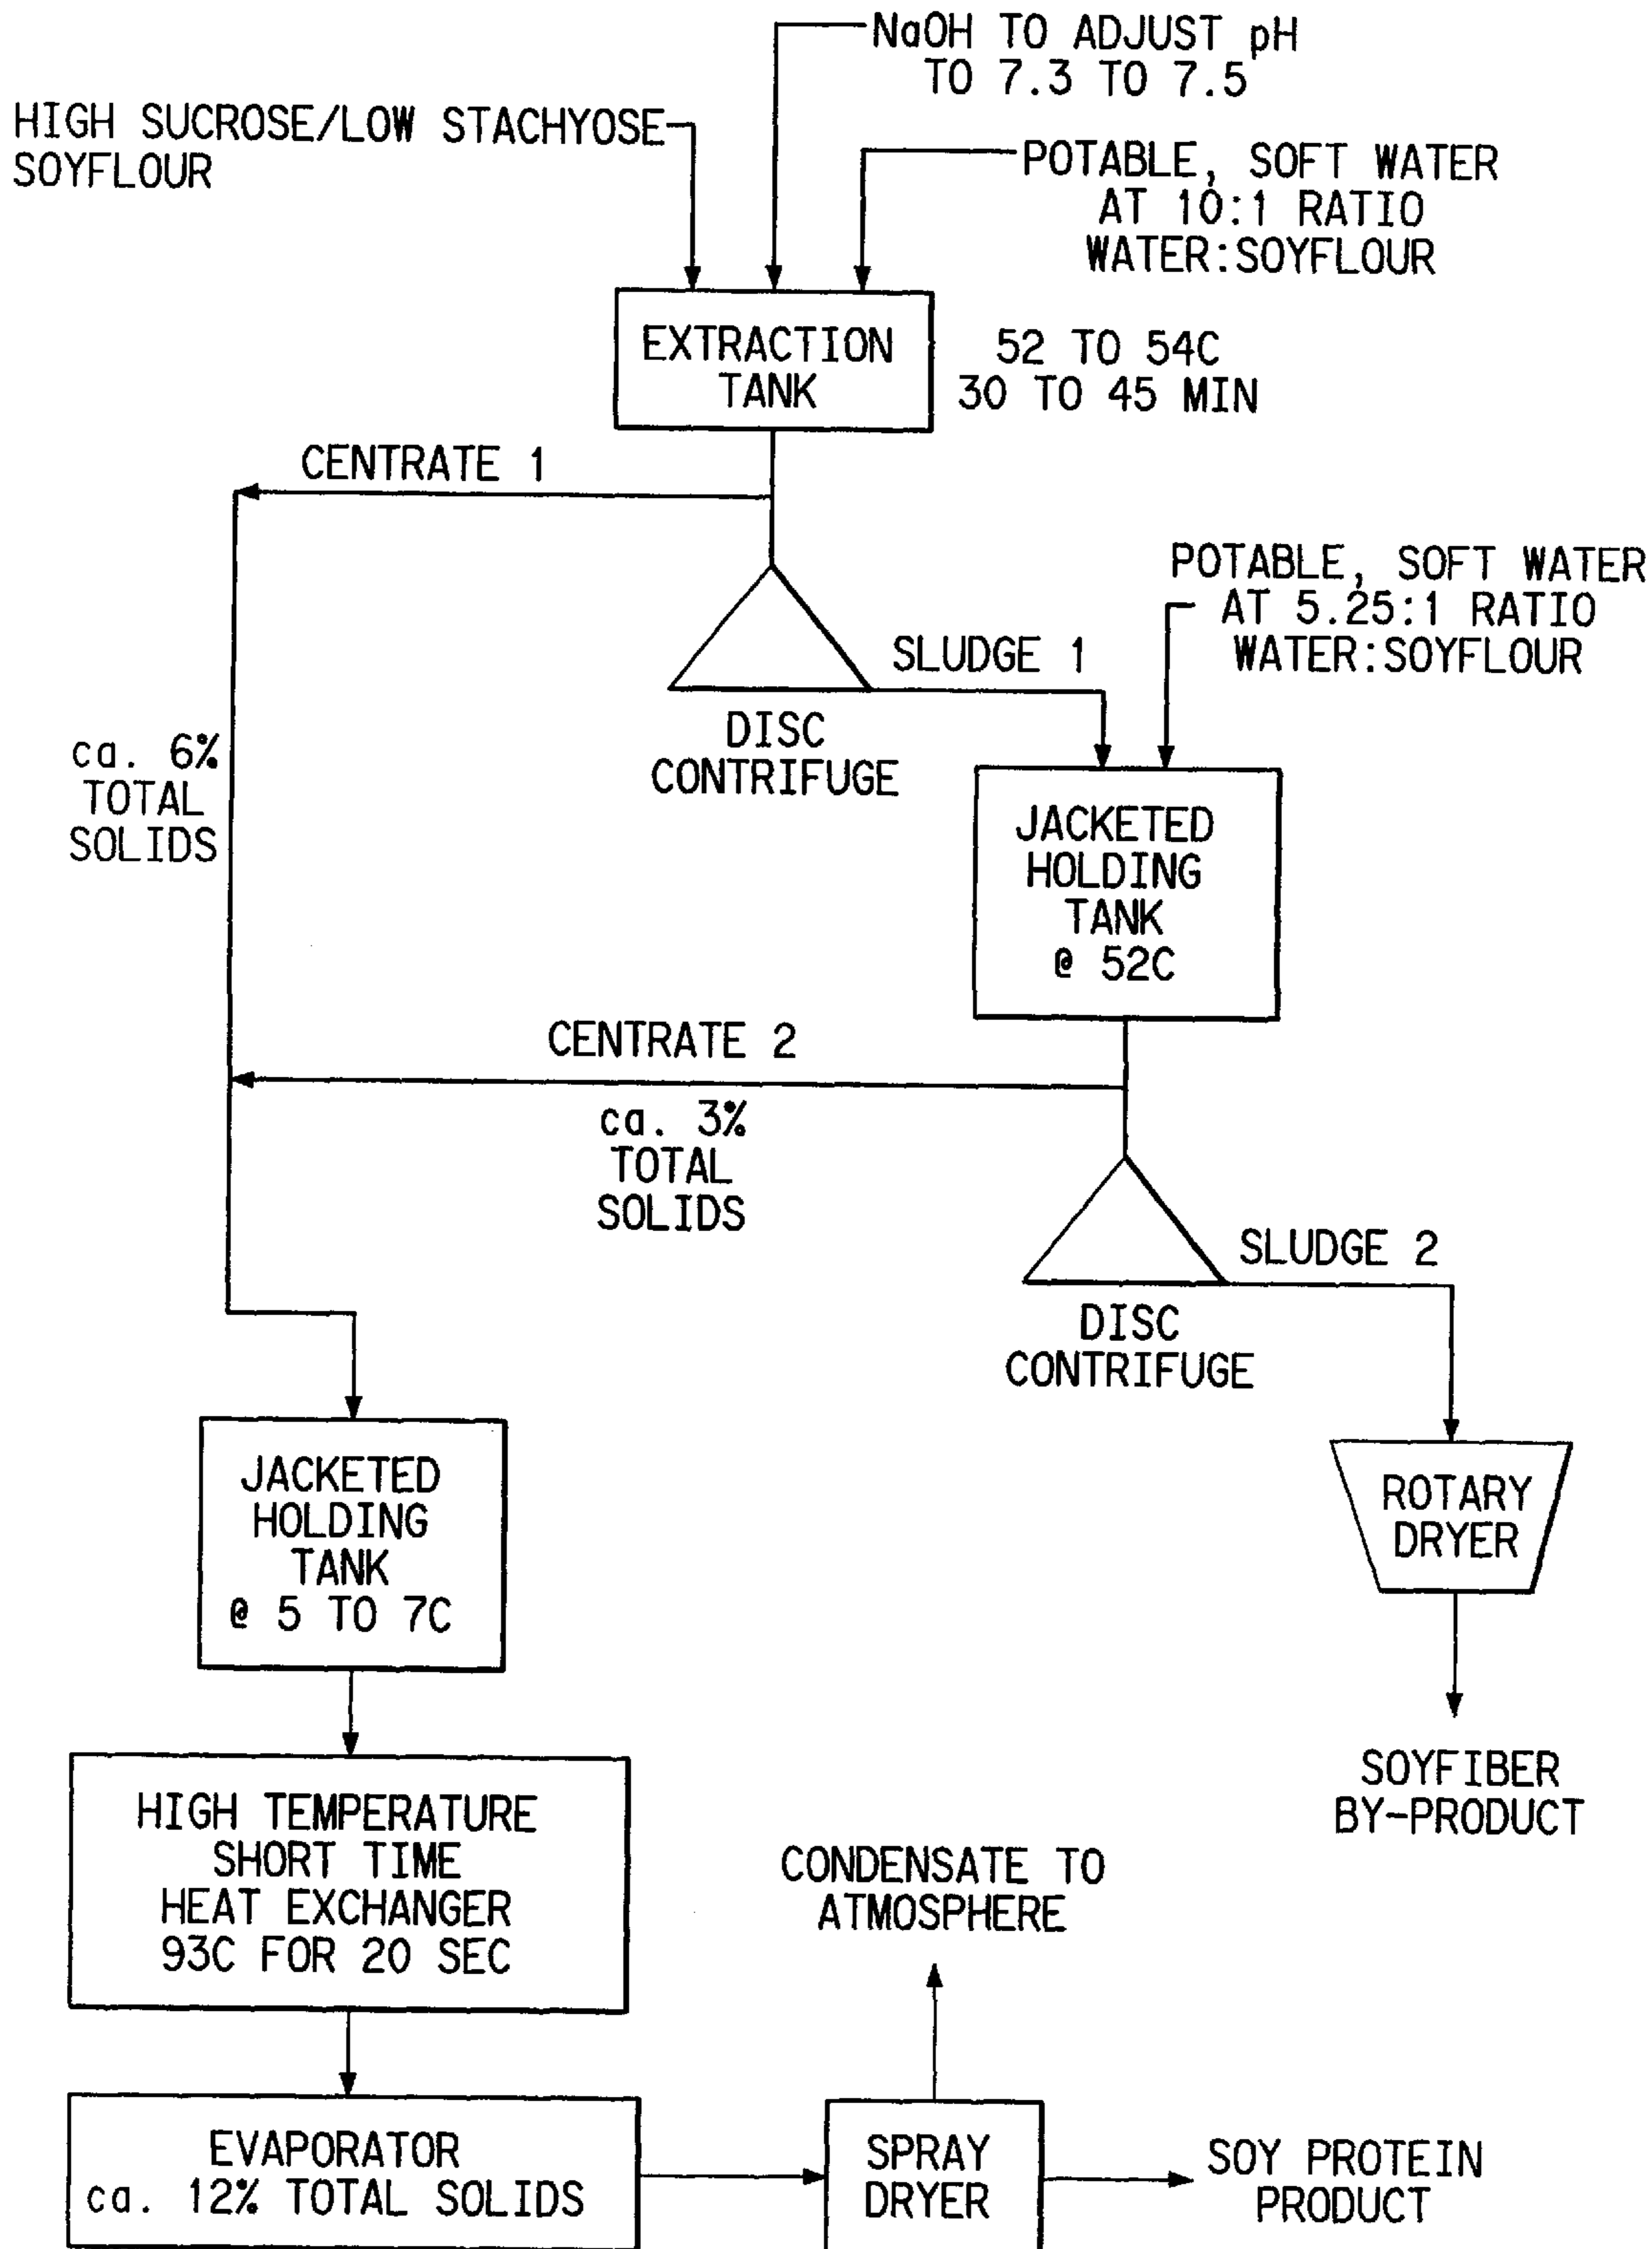 NaOH TO ADJUST pH
TO 7.3 TO 7.5
HIGH SUCROSE/LOW STACHYOSE
SOYFLOUR
POTABLE, SOFT WATER
AT 10:1 RATIO
WATER:SOYFLOUR
EXTRACTION
TANK
52 TO 54C
30 TO 45 MIN
CENTRATE 1
POTABLE, SOFT WATER
AT 5.25:1 RATIO
WATER:SOYFLOUR
SLUDGE 1
DISC
CONTRIFUGE
ca. 6%
TOTAL
SOLIDS
JACKETED
HOLDING
TANK
@ 52C
CENTRATE 2
ca. 3%
TOTAL
SOLIDS
SLUDGE 2
DISC
CONTRIFUGE
JACKETED
HOLDING
TANK
@ 5 TO 7C
ROTARY
DRYER
SOYFIBER
BY-PRODUCT
HIGH TEMPERATURE
SHORT TIME
HEAT EXCHANGER
93C FOR 20 SEC
CONDENSATE TO
ATMOSPHERE
EVAPORATOR
ca. 12% TOTAL SOLIDS
SPRAY
DRYER
SOY PROTEIN
PRODUCT